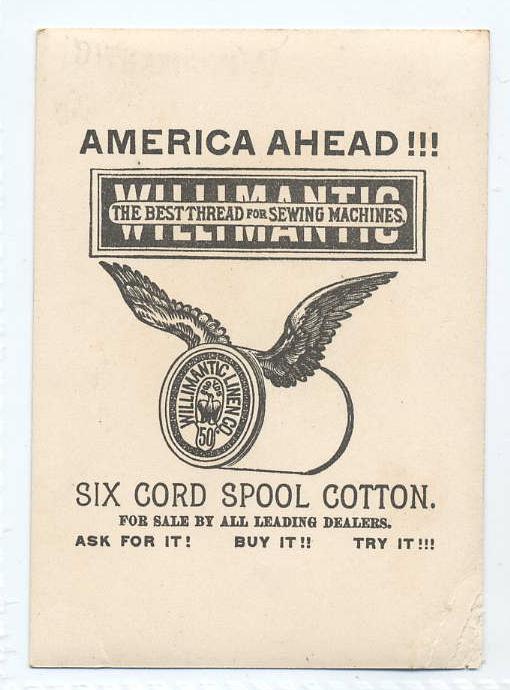 AMERICA AHEAD!!!
WILLIMANTIC
THE BEST THREAD FOR SEWING MACHINES.
WILLIMANTIC LINEN CO.
50
SIX CORD SPOOL COTTON.
FOR SALE BY ALL LEADING DEALERS.
ASK FOR IT! BUY IT!! TRY IT!!!